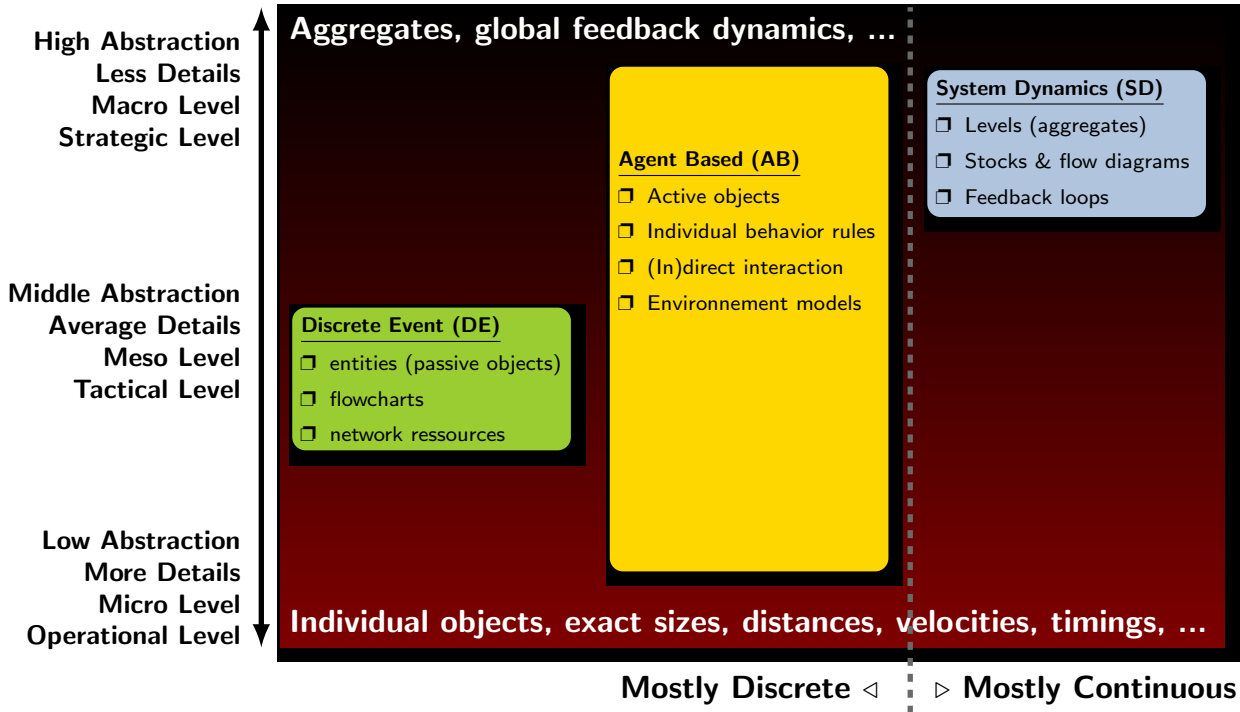 High Abstraction
Less Details
Macro Level
Strategic Level
Middle Abstraction
Average Details
Meso Level
Tactical Level
Low Abstraction
More Details
Micro Level
Operational Level
Aggregates, global feedback dynamics, ...
Discrete Event (DE)
❐ entities (passive objects)
❐ flowcharts
❐ network ressources
Agent Based (AB)
❐ Active objects
❐ Individual behavior rules
❐ (In)direct interaction
❐ Environnement models
System Dynamics (SD)
❐ Levels (aggregates)
❐ Stocks & flow diagrams
❐ Feedback loops
Individual objects, exact sizes, distances, velocities, timings, ...
Mostly Discrete ◁
▷ Mostly Continuous